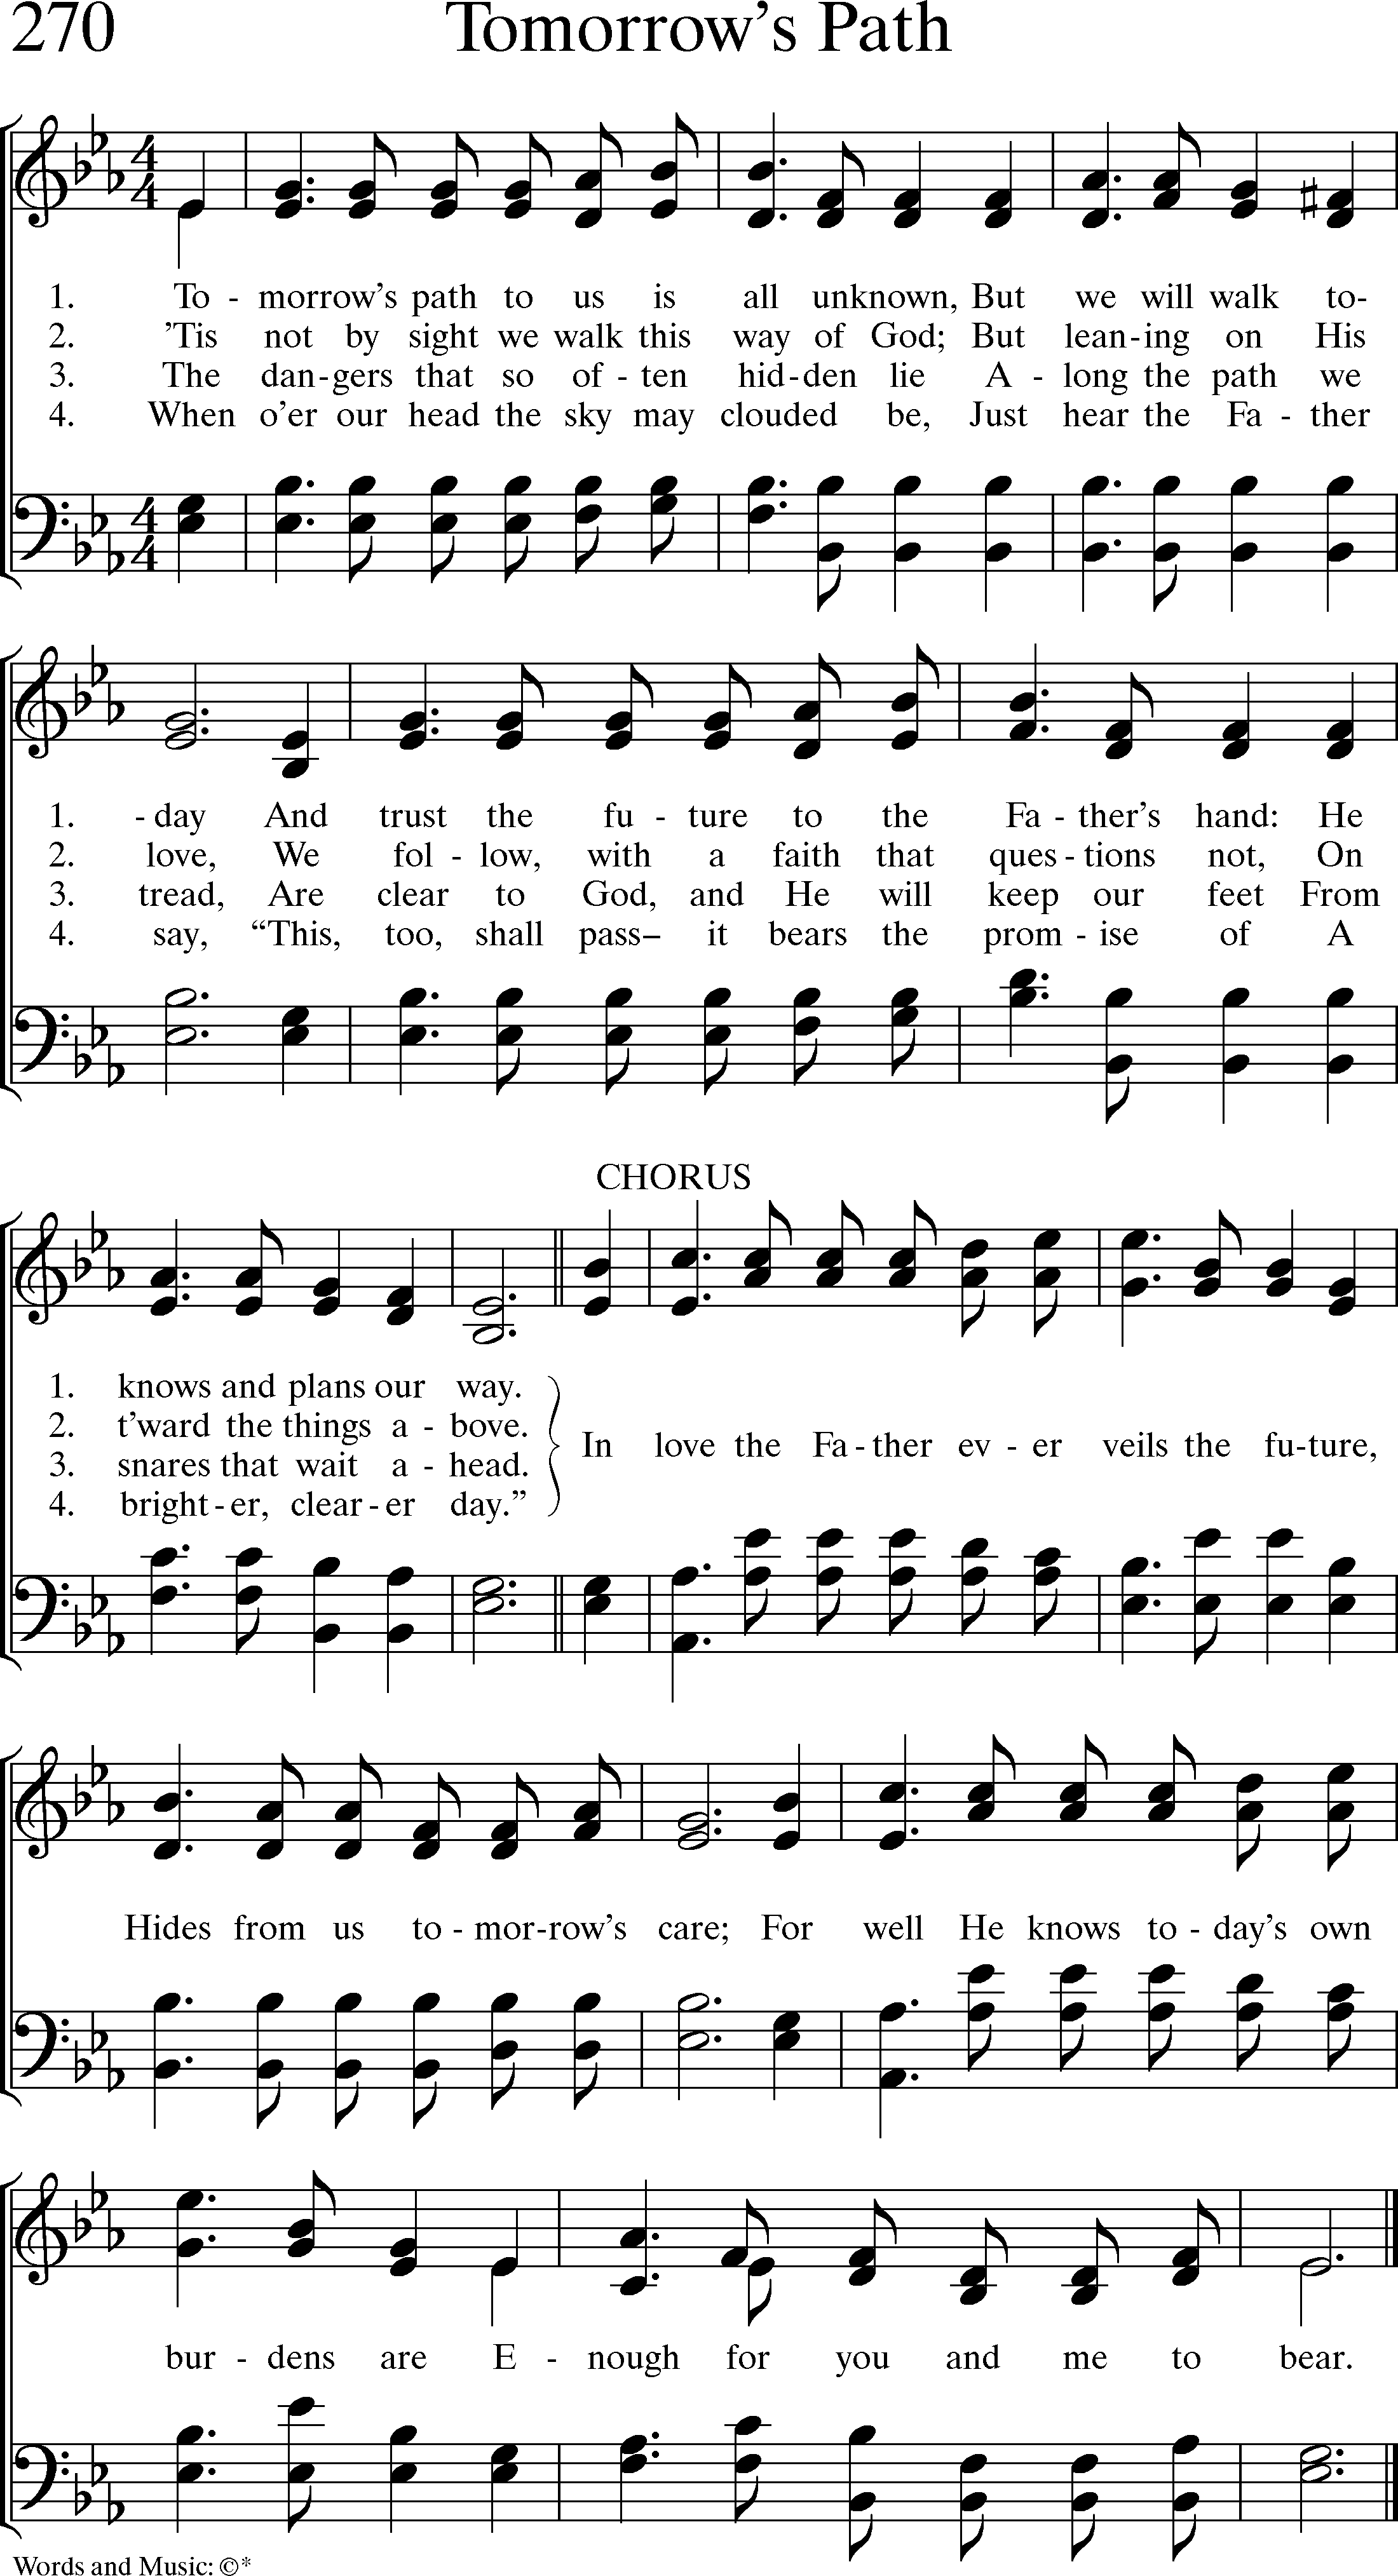 270 Tomorrow's Path
1. To - morrow's path to us is all unknown, But we will walk to-
2. 'Tis not by sight we walk this way of God; But lean - ing on His
3. The dan - gers that so of - ten hid - den lie A - long the path we
4. When o'er our head the sky may clouded be, Just hear the Fa - ther
1. - day And trust the fu - ture to the Fa - ther's hand: He
2. love, We fol - low, with a faith that ques - tions not, On
3. tread, Are clear to God, and He will keep our feet From
4. say, “This, too, shall pass– it bears the prom - ise of A
CHORUS
1. knows and plans our way.
2. t'ward the things a - bove.
3. snares that wait a - head.
4. bright - er, clear - er day.”
In love the Fa - ther ev - er veils the fu - ture,
Hides from us to - mor - row's care; For well He knows to - day's own
bur - dens are E - nough for you and me to bear.
Words and Music: ©*